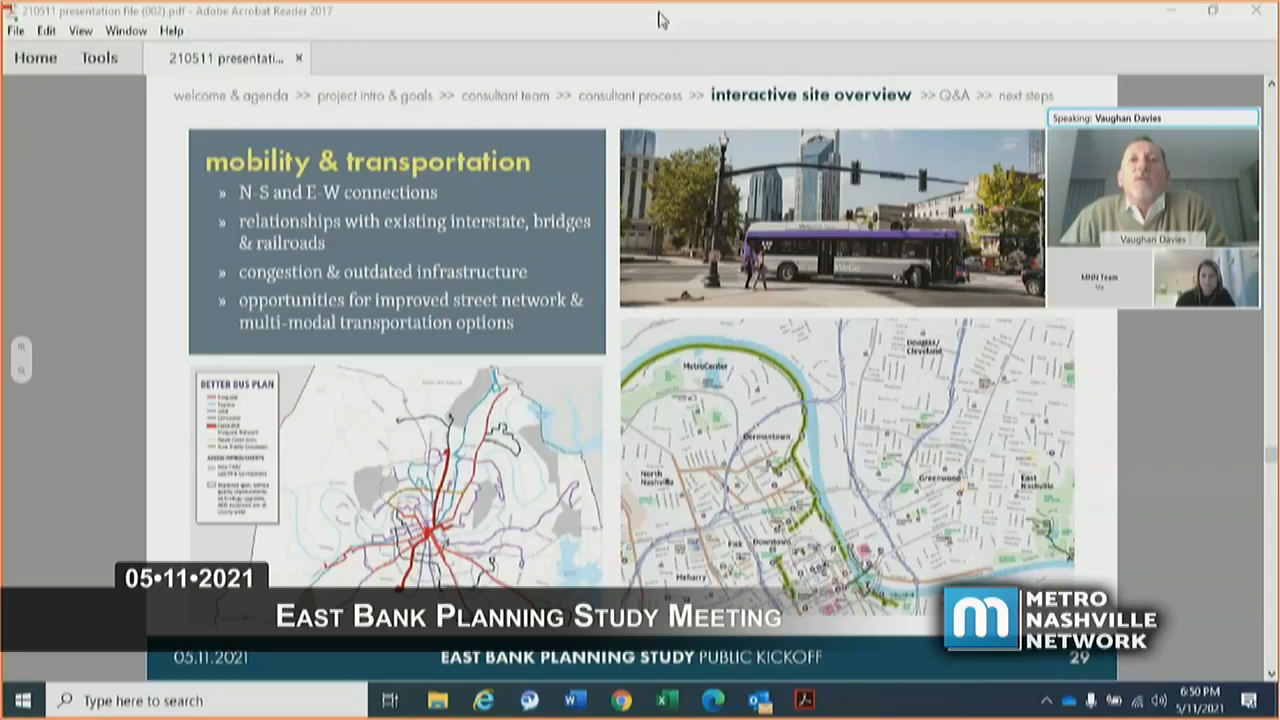 210511 presentation file (002).pdf - Adobe Acrobat Reader 2017
File Edit View Window Help
Home Tools 210511 presentati... ×
welcome & agenda >> project intro & goals >> consultant team >> consultant process >> interactive site overview >> Q&A >> next steps
Speaking: Vaughan Davies
mobility & transportation
» N-S and E-W connections
» relationships with existing interstate, bridges
& railroads
» congestion & outdated infrastructure
» opportunities for improved street network &
multi-modal transportation options
WeGo
Vaughan Davies
MNN Team
BETTER BUS PLAN
MetroCenter
Douglas/
Cleveland
Germantown
North
Nashville
Greenwood
East
Nashville
Fisk
Downtown
Meharry
05•11•2021
EAST BANK PLANNING STUDY MEETING
METRO
NASHVILLE
NETWORK
05.11.2021
EAST BANK PLANNING STUDY PUBLIC KICKOFF
29
Type here to search
6:50 PM
5/11/2021